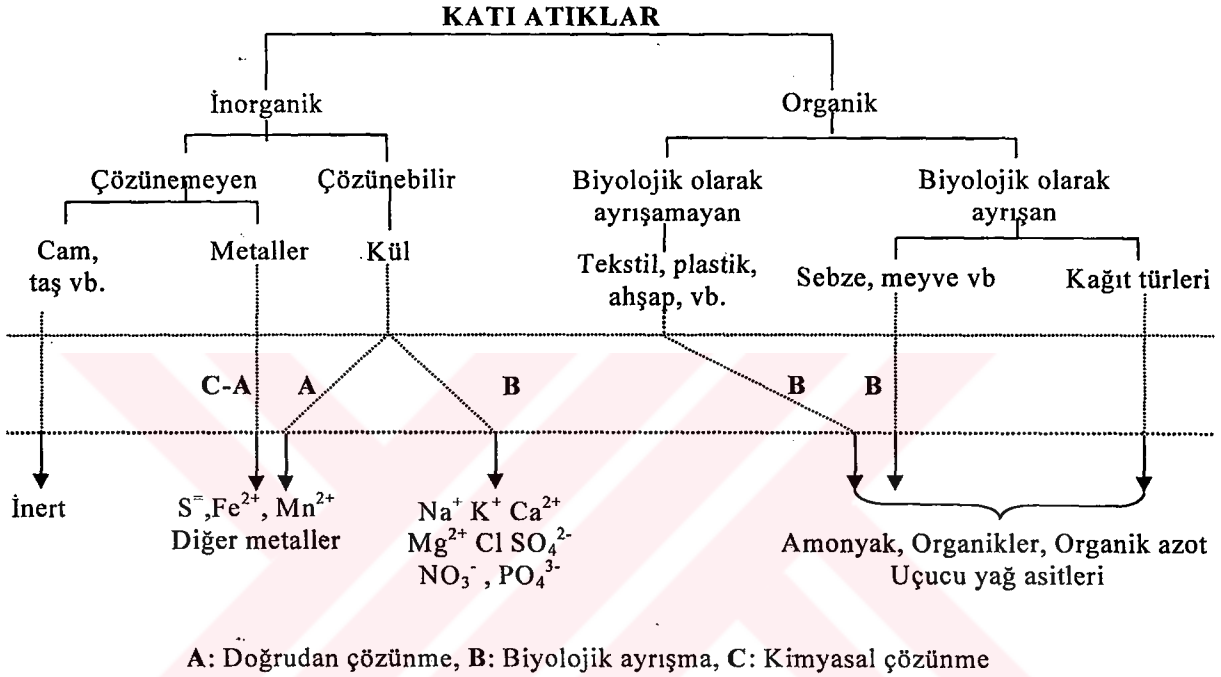 KATI ATIKLAR
İnorganik
Organik
Çözünemeyen
Çözünebilir
Biyolojik olarak
ayrışamayan
Biyolojik olarak
ayrışan
Cam,
taş vb.
Metaller
Kül
Tekstil, plastik,
ahşap, vb.
Sebze, meyve vb
Kağıt türleri
C-A
A
B
B
B
İnert
S⁼,Fe²⁺, Mn²⁺
Diğer metaller
Na⁺ K⁺ Ca²⁺
Mg²⁺ Cl SO₄²⁻
NO₃⁻ , PO₄³⁻
Amonyak, Organikler, Organik azot
Uçucu yağ asitleri
A: Doğrudan çözünme, B: Biyolojik ayrışma, C: Kimyasal çözünme